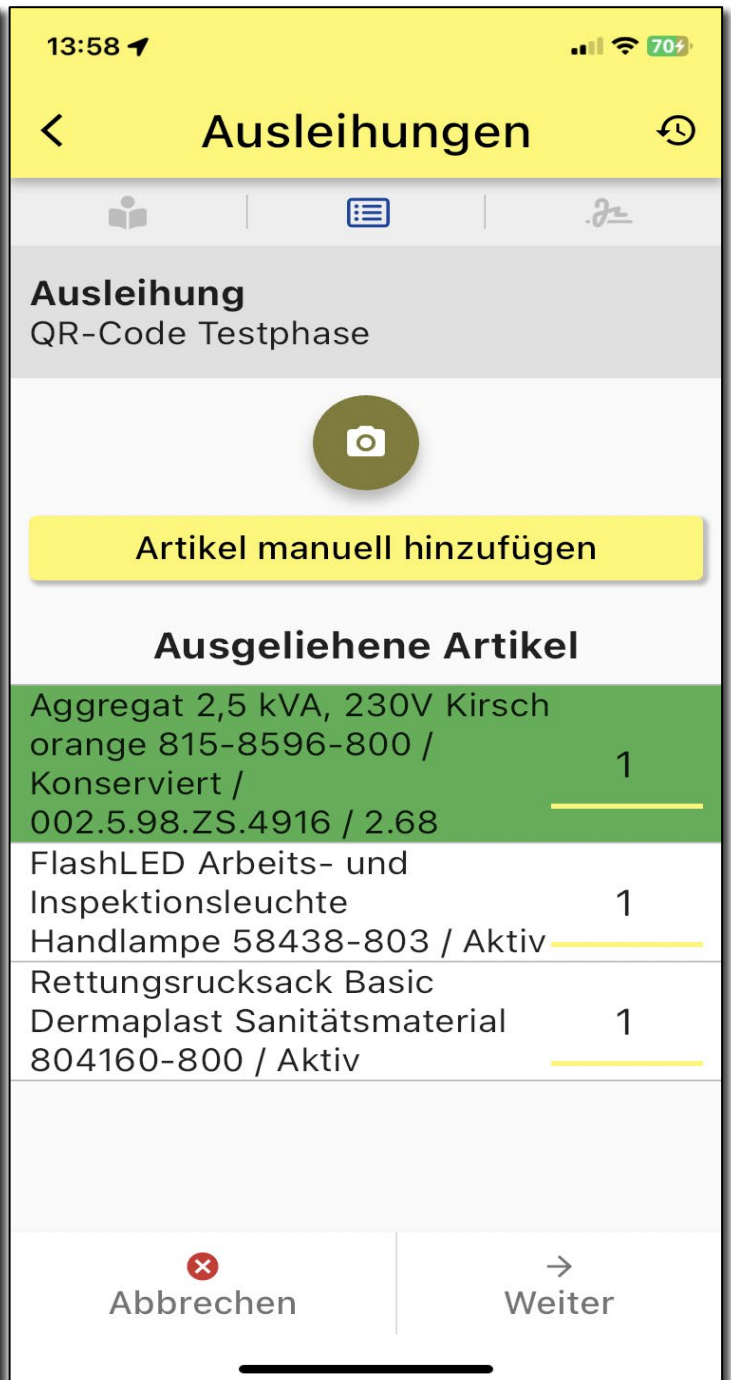 13:58
70
Ausleihungen
Ausleihung
QR-Code Testphase
Artikel manuell hinzufügen
Ausgeliehene Artikel
Aggregat 2,5 kVA, 230V Kirsch
orange 815-8596-800 /
Konserviert /
002.5.98.ZS.4916 / 2.68
1
FlashLED Arbeits- und
Inspektionsleuchte
Handlampe 58438-803 / Aktiv
1
Rettungsrucksack Basic
Dermaplast Sanitätsmaterial
804160-800 / Aktiv
1
Abbrechen
Weiter